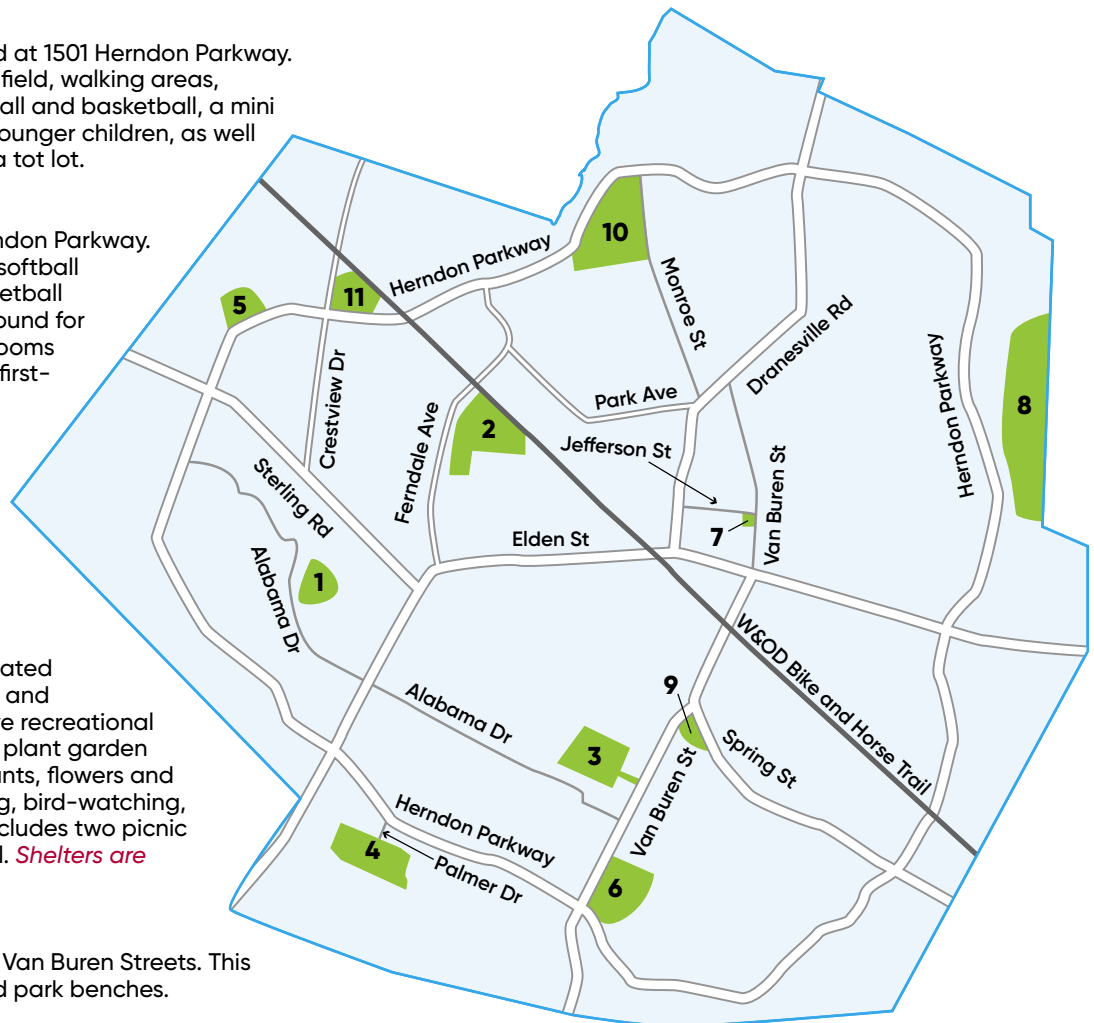 d at 1501 Herndon Parkway.
field, walking areas,
all and basketball, a mini
ounger children, as well
a tot lot.
ndon Parkway.
softball
etball
ound for
ooms
first-
ated
and
e recreational
plant garden
ants, flowers and
g, bird-watching,
cludes two picnic
l. Shelters are
Van Buren Streets. This
d park benches.
10
Herndon Parkway
11
5
Monroe St
Dranesville Rd
Herndon Parkway
8
Crestview Dr
Park Ave
Ferndale Ave
2
Jefferson St
Sterling Rd
Van Buren St
7
Elden St
Alabama Dr
1
W&OD Bike and Horse Trail
9
Alabama Dr
Spring St
3
Van Buren St
Herndon Parkway
4
Palmer Dr
6